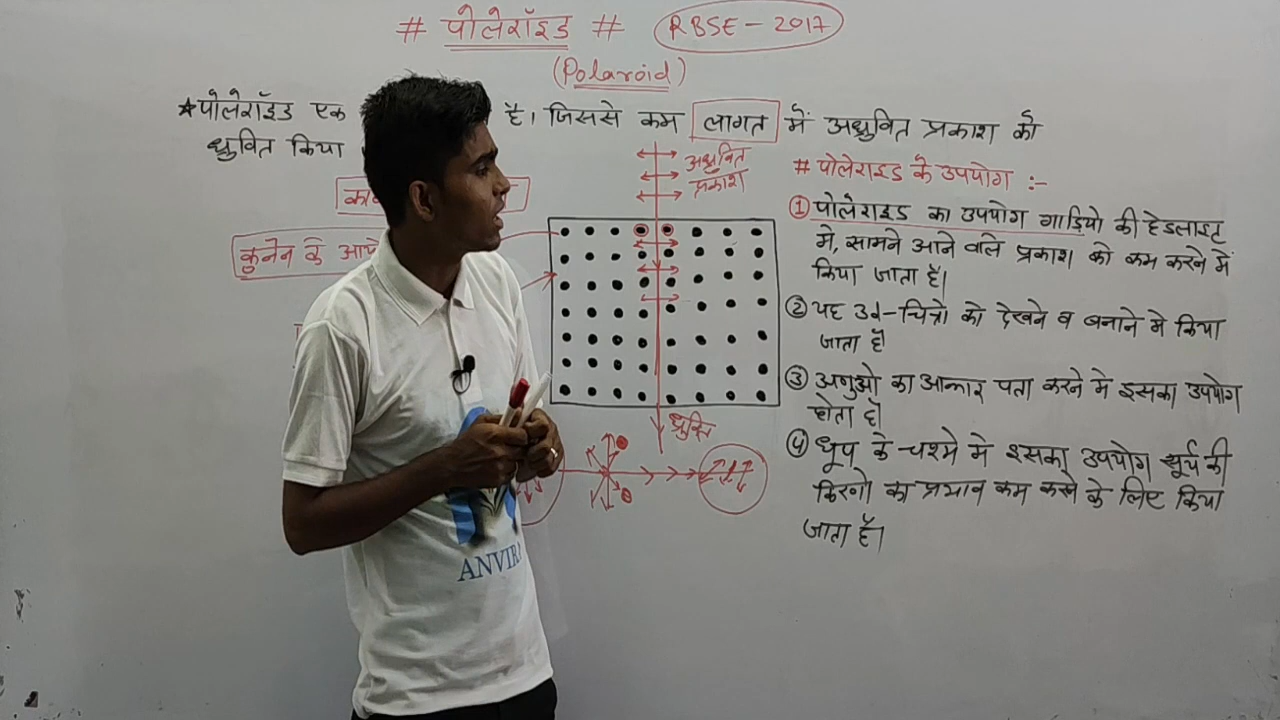 # पोलेरॉइड # RBSE - 2017
(Polaroid)
★पोलेरॉइड एक है। जिससे कम लागत में अध्रुवित प्रकाश को
ध्रुवित किया
अध्रुवित
प्रकाश
# पोलेराइड के उपयोग :-
① पोलेराइड का उपयोग गाडियो की हेडलाइट
मे, सामने आने वाले प्रकाश को कम करने में
किया जाता है।
② यह 3d-चित्रो को देखने व बनाने मे किया
जाता है
③ अणुओ का आकार पता करने मे इसका उपयोग
होता है
④ धूप के चश्मे मे इसका उपयोग सूर्य की
किरणो का प्रभाव कम करने के लिए किया
जाता है।
कुनेन के
ध्रुवित
ANVIR